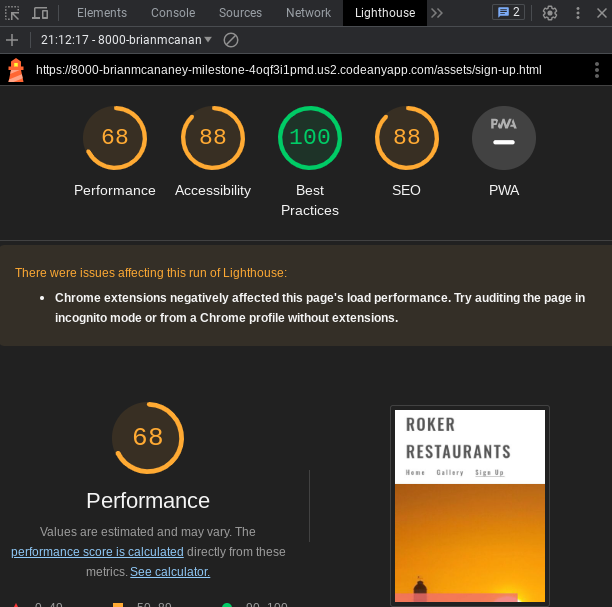 Elements Console Sources Network Lighthouse 2
21:12:17 - 8000-brianmcanan
https://8000-brianmcananey-milestone-4oqf3i1pmd.us2.codeanyapp.com/assets/sign-up.html
68 88 100 88 PWA
Performance Accessibility Best Practices SEO PWA
There were issues affecting this run of Lighthouse:
Chrome extensions negatively affected this page's load performance. Try auditing the page in
incognito mode or from a Chrome profile without extensions.
68
Performance
Values are estimated and may vary. The
performance score is calculated directly from these
metrics. See calculator.
0–49 50–89 90–100
ROKER
RESTAURANTS
Home Gallery Sign Up